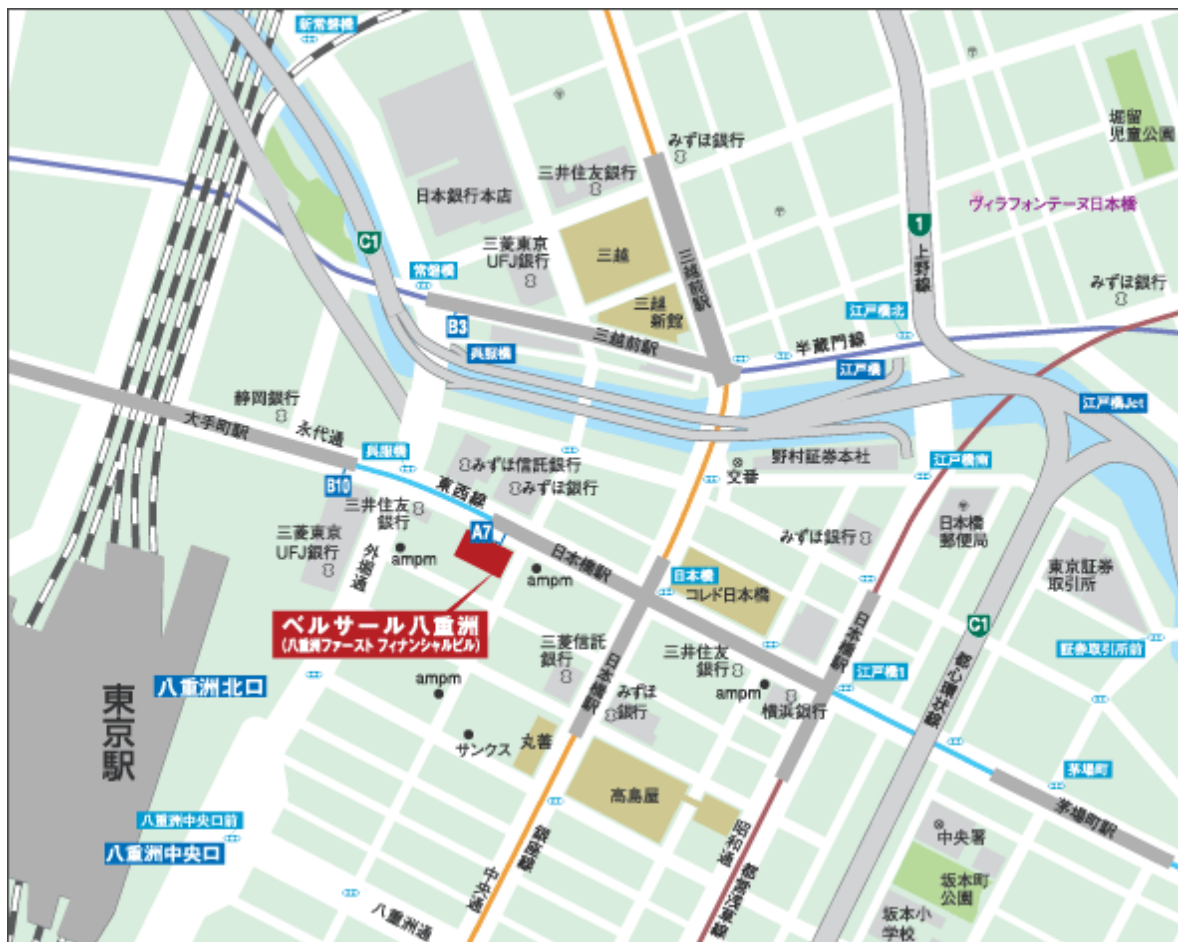 新常盤橋
堀留
児童公園
みずほ銀行
三井住友銀行
日本銀行本店
ヴィラフォンテーヌ日本橋
1
上野線
C1
三菱東京
UFJ銀行
三越
三越前駅
常盤橋
三越
新館
みずほ銀行
江戸橋北
B3
呉服橋
三越前駅
半蔵門線
江戸橋
江戸橋Jct
静岡銀行
大手町駅
永代通
呉服橋
みずほ信託銀行
みずほ銀行
東西線
交番
野村証券本社
江戸橋南
B10
三井住友
銀行
A7
三菱東京
UFJ銀行
外堀通
ampm
ampm
日本橋駅
みずほ銀行
日本橋
郵便局
東京証券
取引所
日本橋
コレド日本橋
ベルサール八重洲
(八重洲ファースト フィナンシャルビル)
三菱信託
銀行
日本橋駅
三井住友
銀行
ampm
横浜銀行
日本橋駅
江戸橋1
C1
都心環状線
証券取引所前
八重洲北口
東京駅
ampm
みずほ
銀行
サンクス
丸善
高島屋
茅場町
茅場町駅
八重洲中央口前
八重洲中央口
銀座線
中央通
昭和通
都営浅草線
中央署
坂本町
公園
坂本小
学校
八重洲通